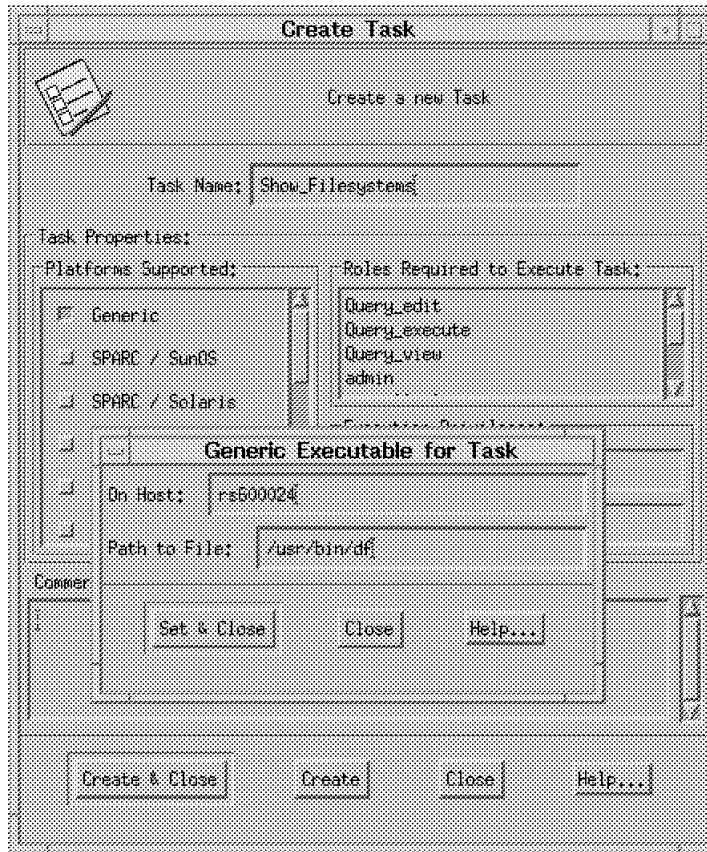 Create Task
Create a new Task
Task Name: Show_Filesystems
Task Properties:
Platforms Supported:
Generic
SPARC / SunOS
SPARC / Solaris
Roles Required to Execute Task:
Query_edit
Query_execute
Query_view
admin
Generic Executable for Task
On Host: rs600024
Path to File: /usr/bin/df
Set & Close Close Help...
Commen
Create & Close Create Close Help...